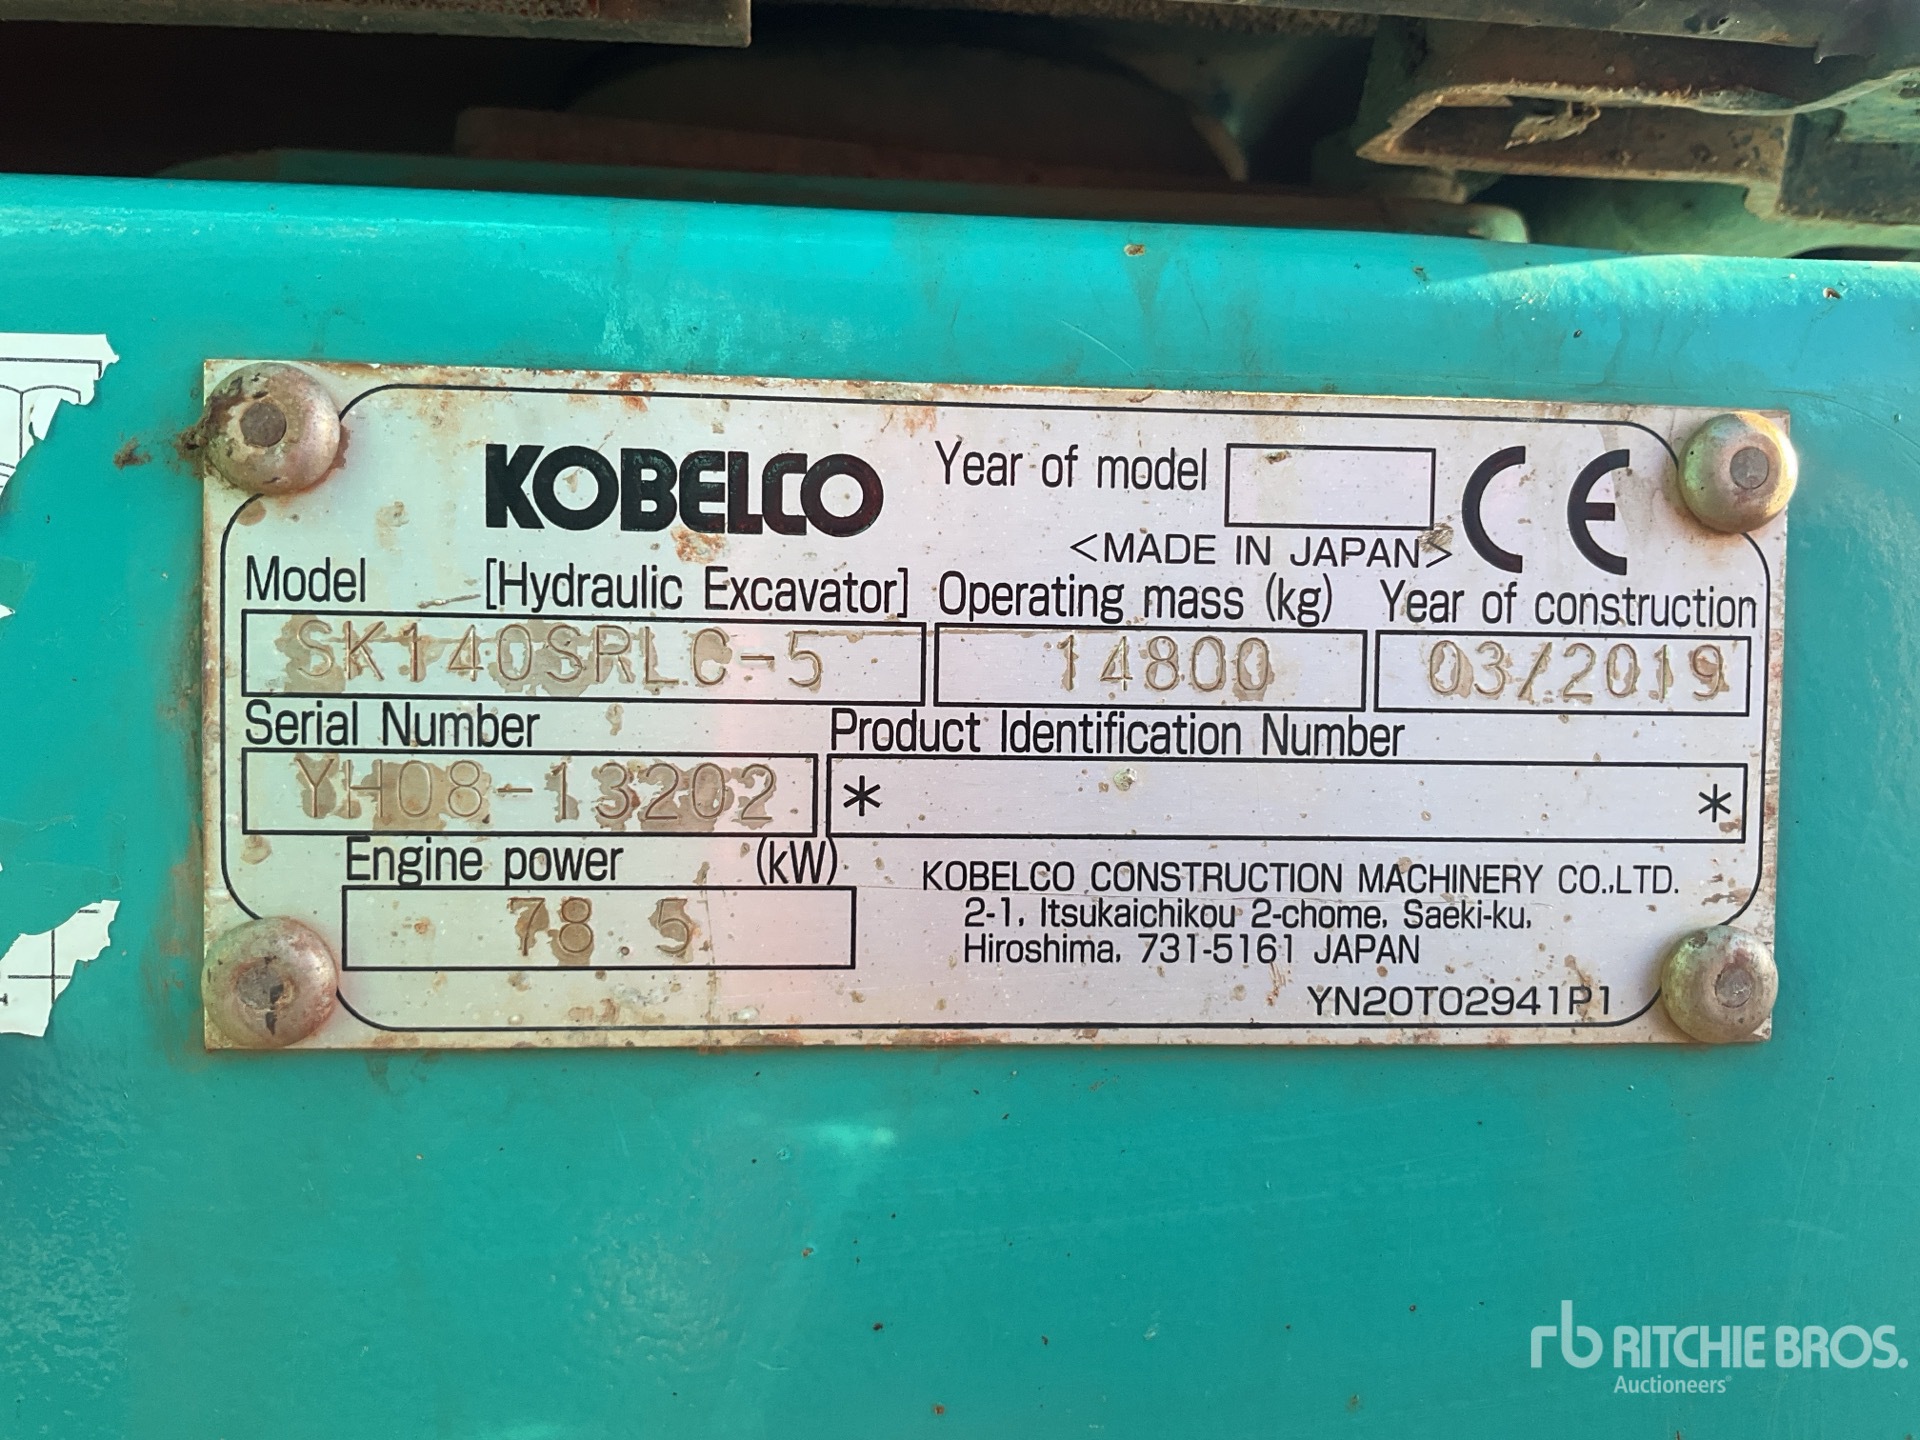 KOBELCO
Year of model
CE
<MADE IN JAPAN>
Model [Hydraulic Excavator] Operating mass (kg) Year of construction
SK140SRLC-5 14800 03/2019
Serial Number Product Identification Number
YH08-13202 * *
Engine power (kW)
78.5
KOBELCO CONSTRUCTION MACHINERY CO.,LTD.
2-1, Itsukaichikou 2-chome, Saeki-ku,
Hiroshima, 731-5161 JAPAN
YN20T02941P1
rb RITCHIE BROS.
Auctioneers